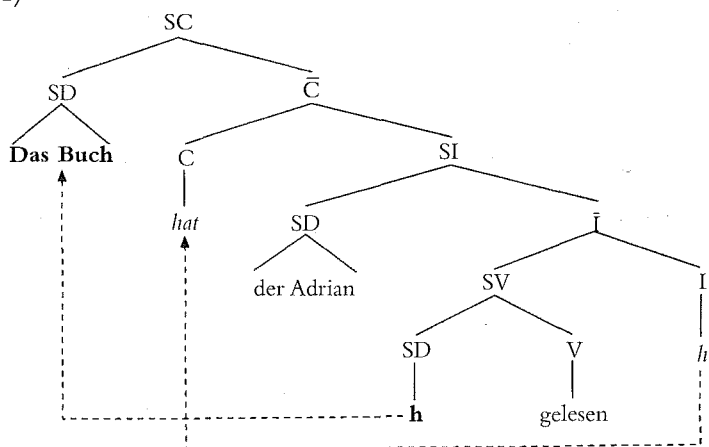 SC
SD C̄
Das Buch C SI
hat SD Ī
der Adrian SV I
SD V h
h gelesen